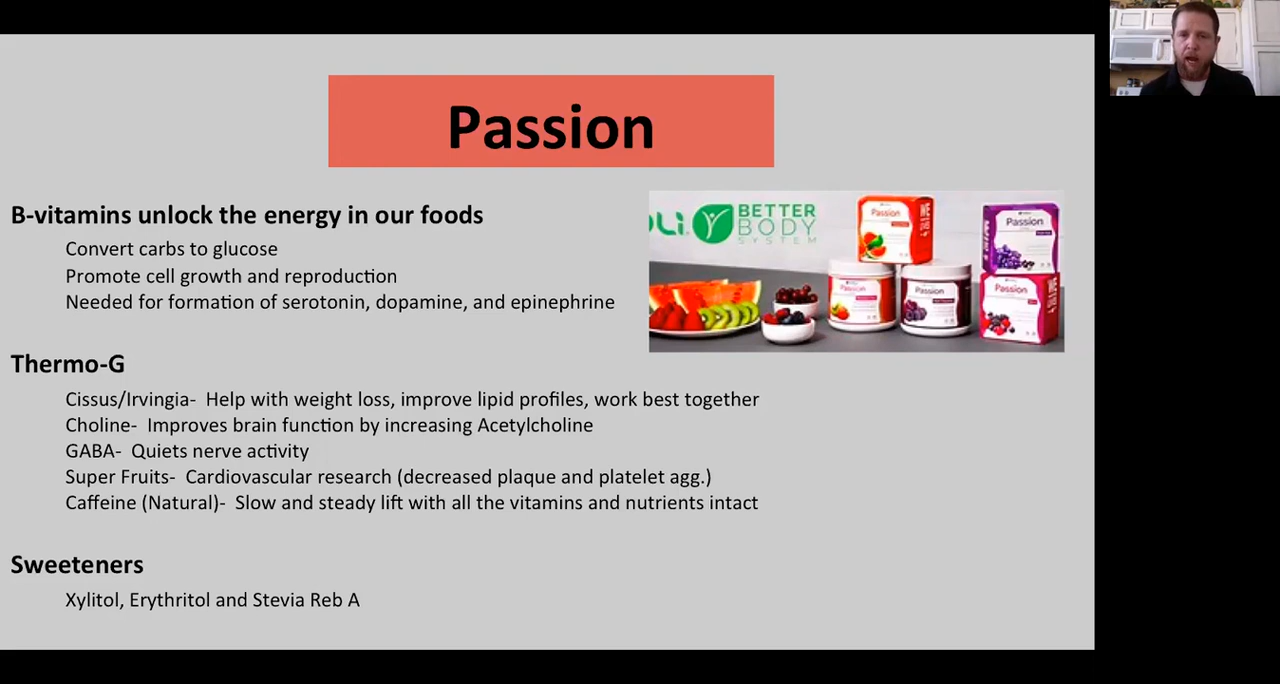 Passion
B-vitamins unlock the energy in our foods
Convert carbs to glucose
Promote cell growth and reproduction
Needed for formation of serotonin, dopamine, and epinephrine
BETTER
BODY
SYSTEM
Passion
Passion
Passion
Passion
Passion
Thermo-G
Cissus/Irvingia- Help with weight loss, improve lipid profiles, work best together
Choline- Improves brain function by increasing Acetylcholine
GABA- Quiets nerve activity
Super Fruits- Cardiovascular research (decreased plaque and platelet agg.)
Caffeine (Natural)- Slow and steady lift with all the vitamins and nutrients intact
Sweeteners
Xylitol, Erythritol and Stevia Reb A